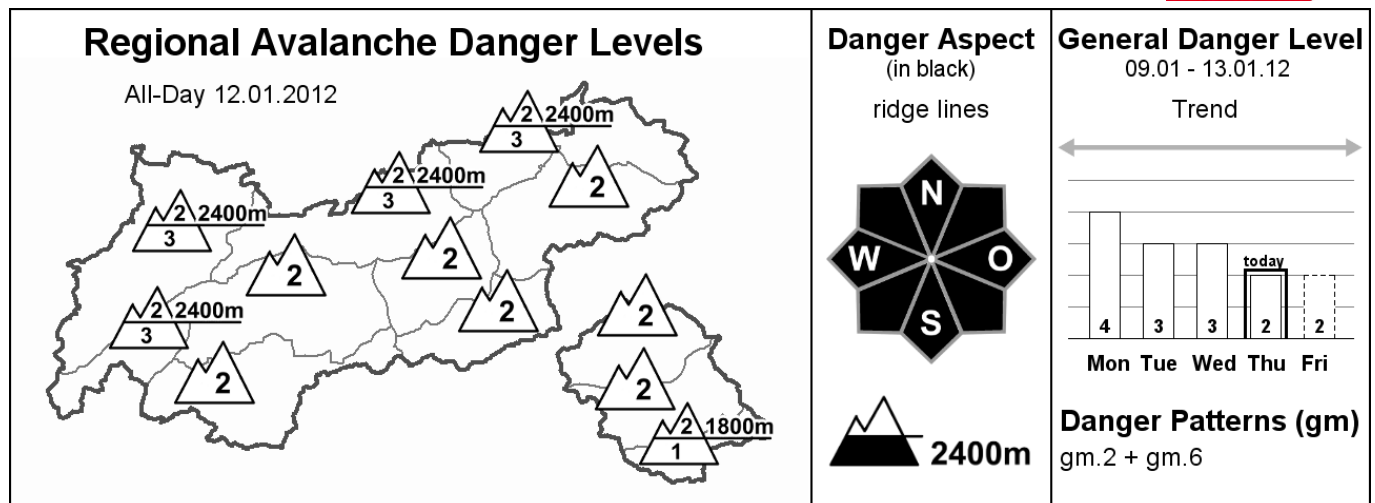 Regional Avalanche Danger Levels
All-Day 12.01.2012
2 2400m
3
2 2400m
3
2
2 2400m
3
2
2
2 2400m
3
2
2
2
2
2 1800m
1
Danger Aspect
(in black)
ridge lines
N
W O
S
2400m
General Danger Level
09.01 - 13.01.12
Trend
today
4 3 3 2 2
Mon Tue Wed Thu Fri
Danger Patterns (gm)
gm.2 + gm.6